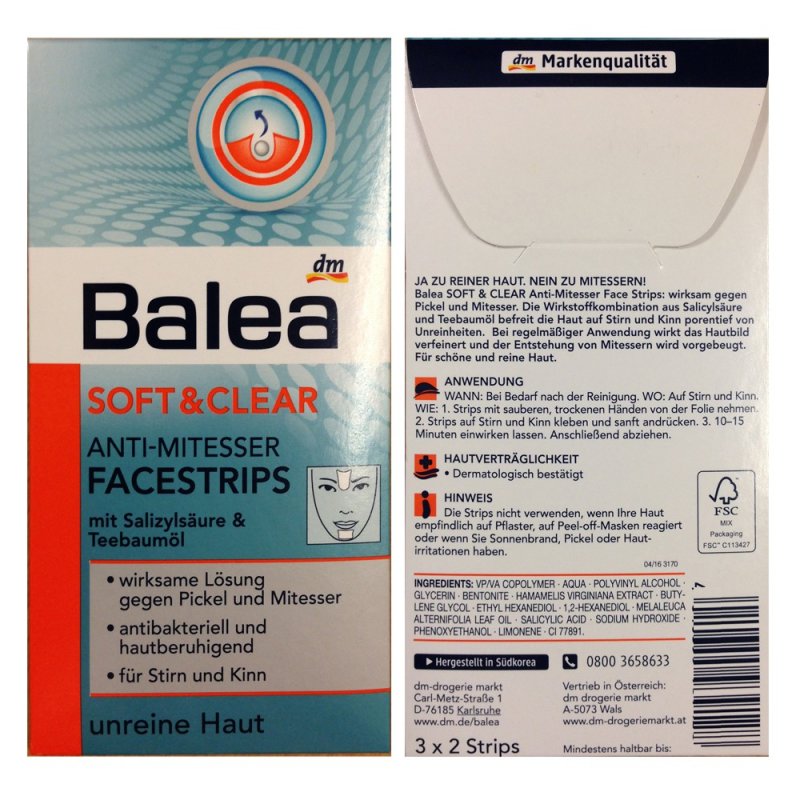 dm
Balea
SOFT & CLEAR
ANTI-MITESSER
FACESTRIPS
mit Salizylsäure &
Teebaumöl
• wirksame Lösung
gegen Pickel und Mitesser
• antibakteriell und
hautberuhigend
• für Stirn und Kinn
unreine Haut
dm Markenqualität
JA ZU REINER HAUT. NEIN ZU MITESSERN!
Balea SOFT & CLEAR Anti-Mitesser Face Strips: wirksam gegen
Pickel und Mitesser. Die Wirkstoffkombination aus Salicylsäure
und Teebaumöl befreit die Haut auf Stirn und Kinn porentief von
Unreinheiten. Bei regelmäßiger Anwendung wirkt das Hautbild
verfeinert und der Entstehung von Mitessern wird vorgebeugt.
Für schöne und reine Haut.
ANWENDUNG
WANN: Bei Bedarf nach der Reinigung. WO: Auf Stirn und Kinn.
WIE: 1. Strips mit sauberen, trockenen Händen von der Folie nehmen.
2. Strips auf Stirn und Kinn kleben und sanft andrücken. 3. 10–15
Minuten einwirken lassen. Anschließend abziehen.
HAUTVERTRÄGLICHKEIT
• Dermatologisch bestätigt
HINWEIS
Die Strips nicht verwenden, wenn Ihre Haut
empfindlich auf Pflaster, auf Peel-off-Masken reagiert
oder wenn Sie Sonnenbrand, Pickel oder Haut-
irritationen haben.
FSC
MIX
Packaging
FSC™ C113427
04/16 3170
INGREDIENTS: VP/VA COPOLYMER · AQUA · POLYVINYL ALCOHOL ·
GLYCERIN · BENTONITE · HAMAMELIS VIRGINIANA EXTRACT · BUTY-
LENE GLYCOL · ETHYL HEXANEDIOL · 1,2-HEXANEDIOL · MELALEUCA
ALTERNIFOLIA LEAF OIL · SALICYLIC ACID · SODIUM HYDROXIDE ·
PHENOXYETHANOL · LIMONENE · CI 77891.
Hergestellt in Südkorea
0800 3658633
dm-drogerie markt
Carl-Metz-Straße 1
D-76185 Karlsruhe
www.dm.de/balea
Vertrieb in Österreich:
dm drogerie markt
A-5073 Wals
www.dm-drogeriemarkt.at
3 x 2 Strips
Mindestens haltbar bis: